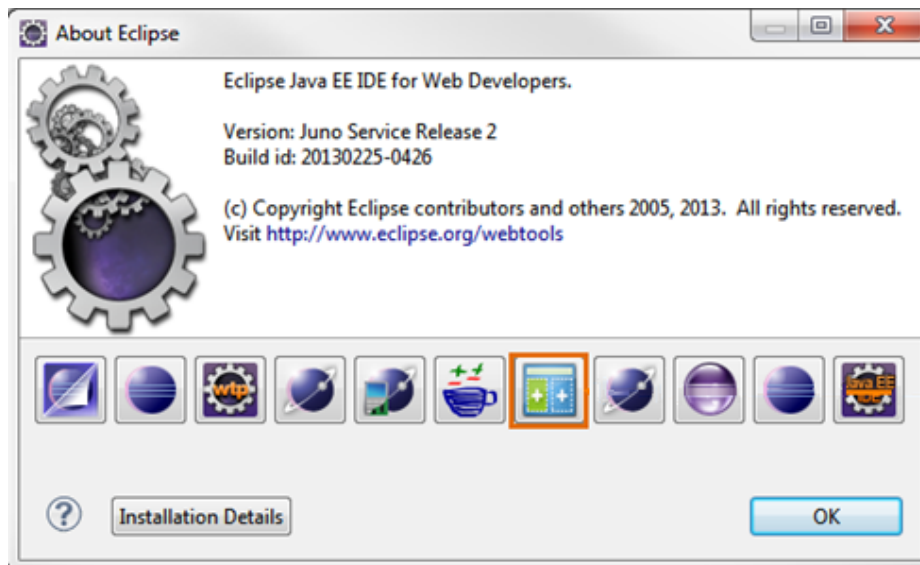 About Eclipse
Eclipse Java EE IDE for Web Developers.
Version: Juno Service Release 2
Build id: 20130225-0426
(c) Copyright Eclipse contributors and others 2005, 2013.  All rights reserved.
Visit http://www.eclipse.org/webtools
wtp
Java EE
IDE
?
Installation Details
OK